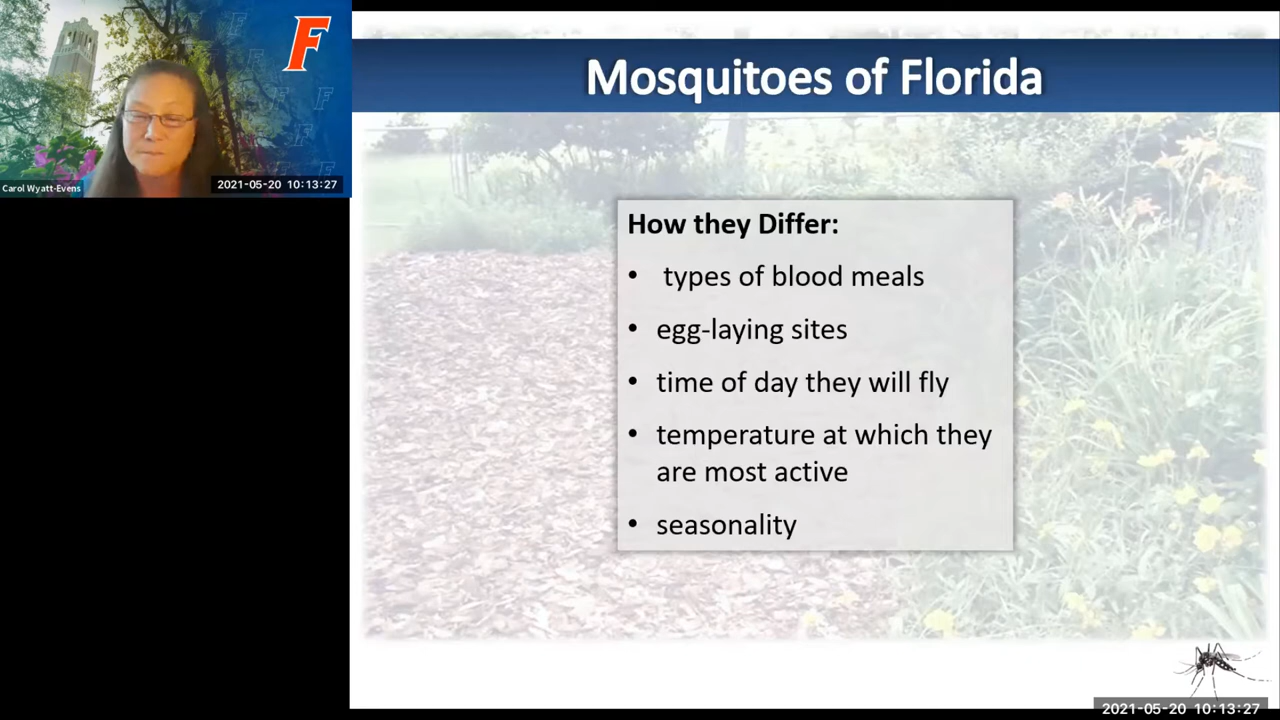 F
Mosquitoes of Florida
Carol Wyatt-Evens
2021-05-20 10:13:27
How they Differ:
• types of blood meals
• egg-laying sites
• time of day they will fly
• temperature at which they
are most active
• seasonality
2021-05-20 10:13:27